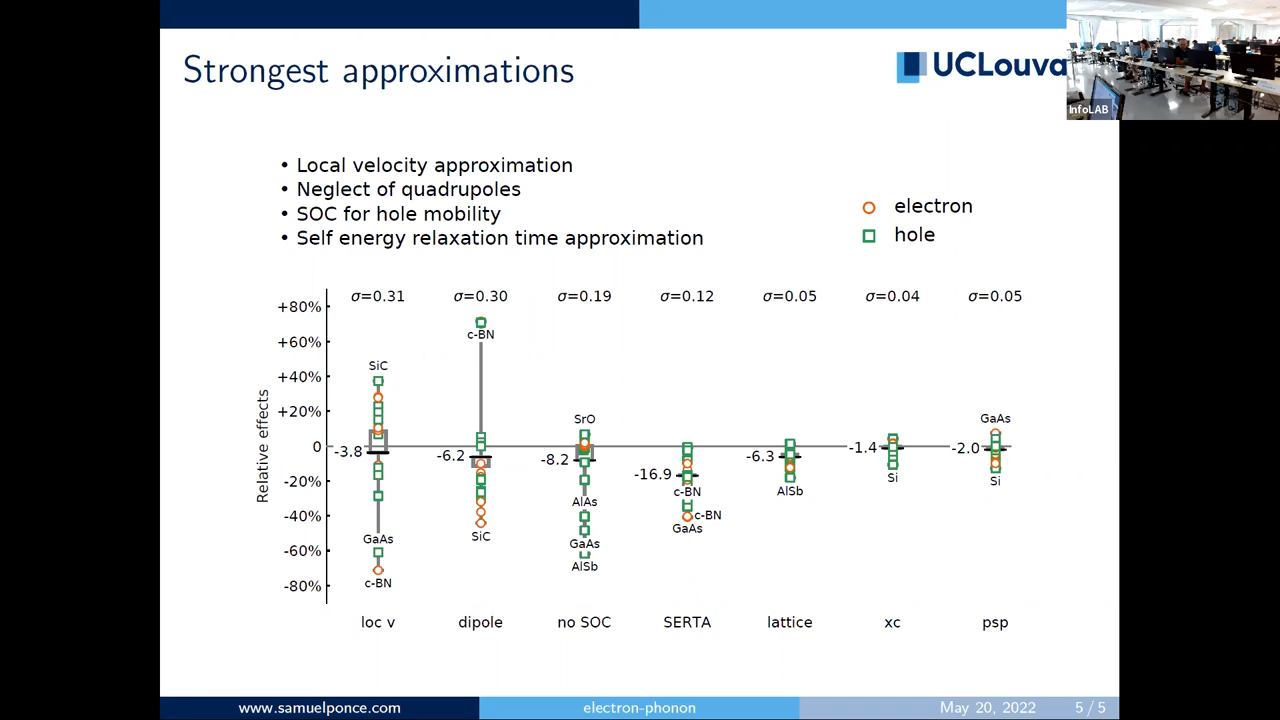 Strongest approximations
UCLouva
InfoLAB
• Local velocity approximation
• Neglect of quadrupoles
• SOC for hole mobility
• Self energy relaxation time approximation
electron
hole
σ=0.31 σ=0.30 σ=0.19 σ=0.12 σ=0.05 σ=0.04 σ=0.05
Relative effects
+80%
+60%
+40%
+20%
0
-20%
-40%
-60%
-80%
SiC
-3.8
GaAs
c-BN
c-BN
-6.2
SiC
SrO
-8.2
AlAs
GaAs
AlSb
-16.9
c-BN
c-BN
GaAs
-6.3
AlSb
-1.4
Si
GaAs
-2.0
Si
loc v dipole no SOC SERTA lattice xc psp
www.samuelponce.com electron-phonon May 20, 2022 5 / 5